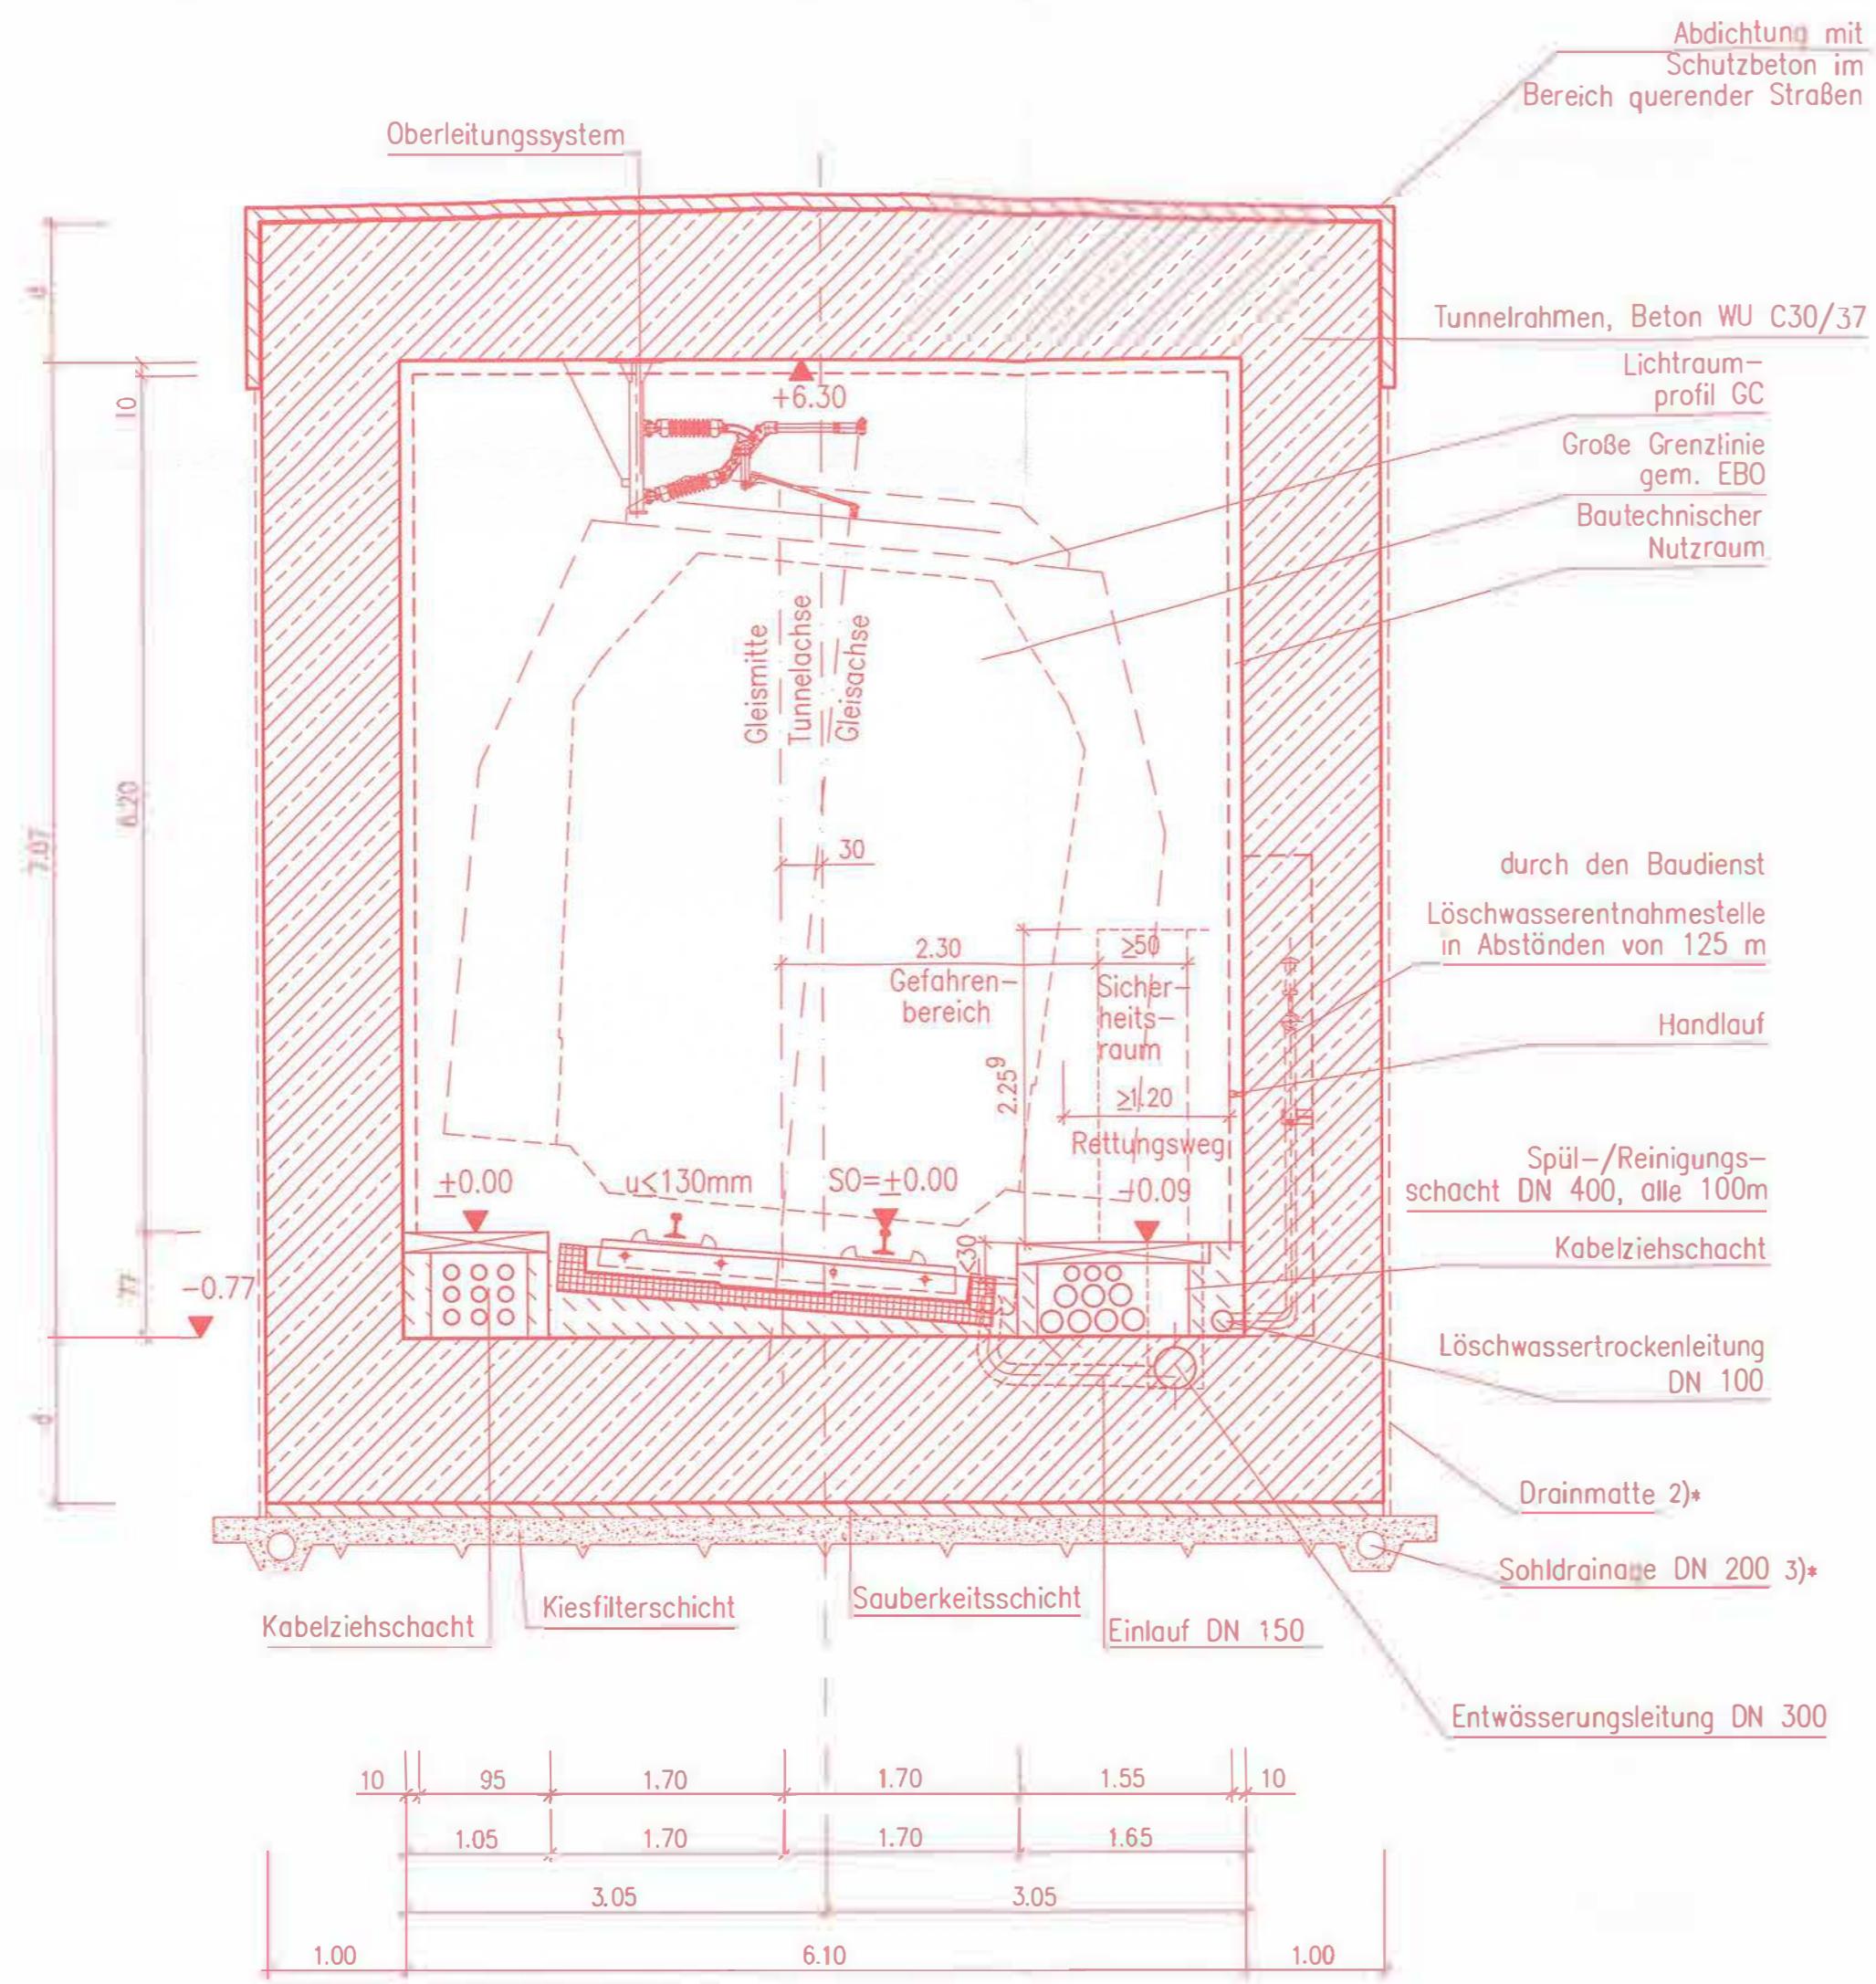 Abdichtung mit
Schutzbeton im
Bereich querender Straßen
Oberleitungssystem
Tunnelrahmen, Beton WU C30/37
Lichtraum-
profil GC
Große Grenzlinie
gem. EBO
Bautechnischer
Nutzraum
d
10
+6.30
6.20
7.07
Gleismitte
Tunnelachse
Gleisachse
30
2.30
Gefahren-
bereich
≥50
Sicher-
heits-
raum
2.25⁹
≥1.20
Rettungsweg
durch den Baudienst
Löschwasserentnahmestelle
in Abständen von 125 m
Handlauf
Spül-/Reinigungs-
schacht DN 400, alle 100m
Kabelziehschacht
±0.00
u<130mm
SO=±0.00
+0.09
<30
77
-0.77
d
Löschwassertrockenleitung
DN 100
Drainmatte 2)*
Sohldrainage DN 200 3)*
Kabelziehschacht
Kiesfilterschicht
Sauberkeitsschicht
Einlauf DN 150
Entwässerungsleitung DN 300
10 95 1.70 1.70 1.55 10
1.05 1.70 1.70 1.65
3.05 3.05
1.00 6.10 1.00